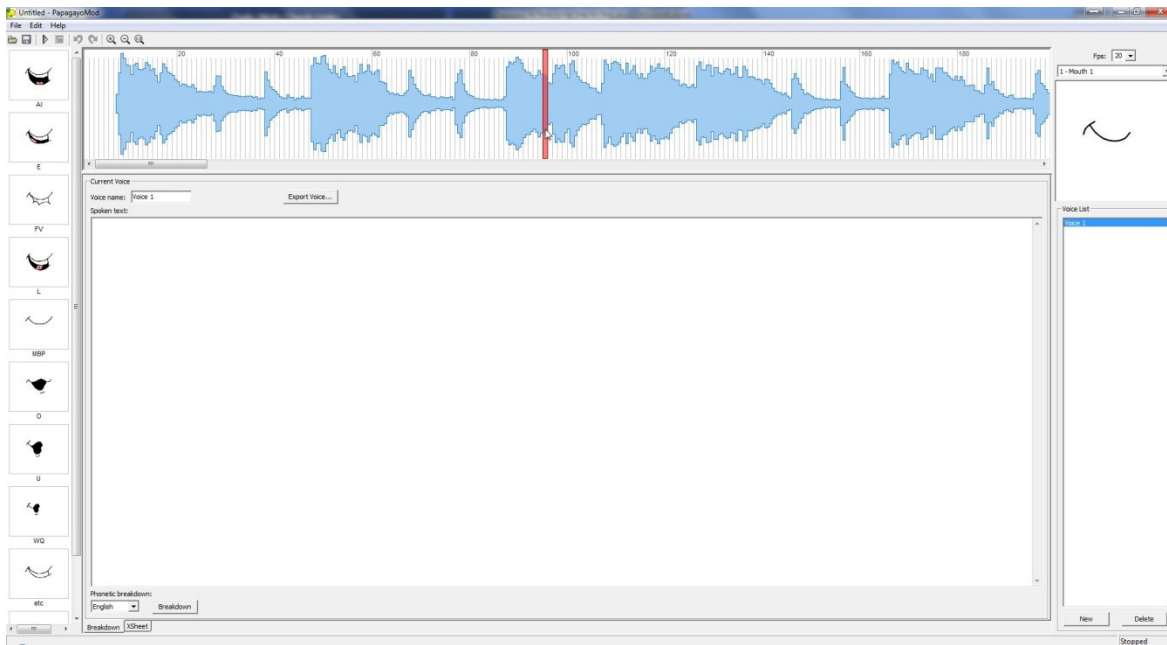 Untitled - PapagayoMod
File Edit Help
20 40 60 80 100 120 140 160 180
Fps: 20
1 - Mouth 1
AI
E
FV
L
MBP
O
U
WQ
etc
Current Voice
Voice name: Voice 1 Export Voice...
Spoken text:
Phonetic breakdown:
English Breakdown
Breakdown XSheet
Voice List
Voice 1
New Delete
Stopped